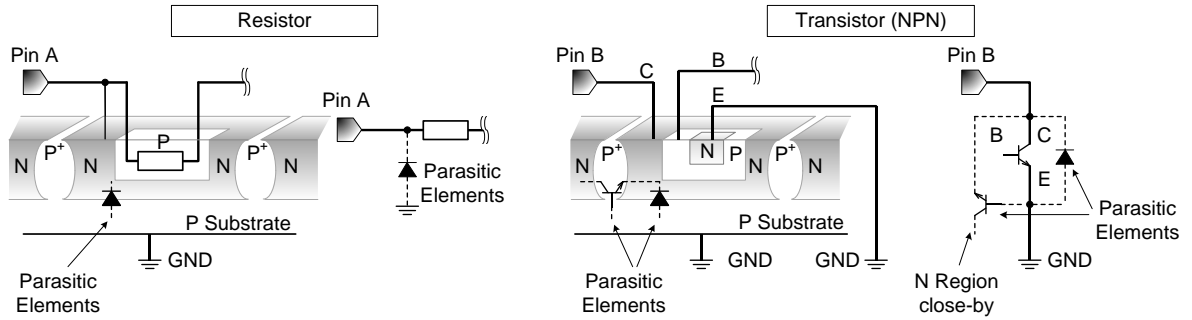 Resistor
Transistor (NPN)
Pin A
Pin B
Pin B
C
B
E
Pin A
N
P+
N
P
P+
N
Parasitic
Elements
N
P+
N
N
P
P+
N
B
C
E
P Substrate
P Substrate
GND
GND
GND
GND
Parasitic
Elements
Parasitic
Elements
Parasitic
Elements
N Region
close-by